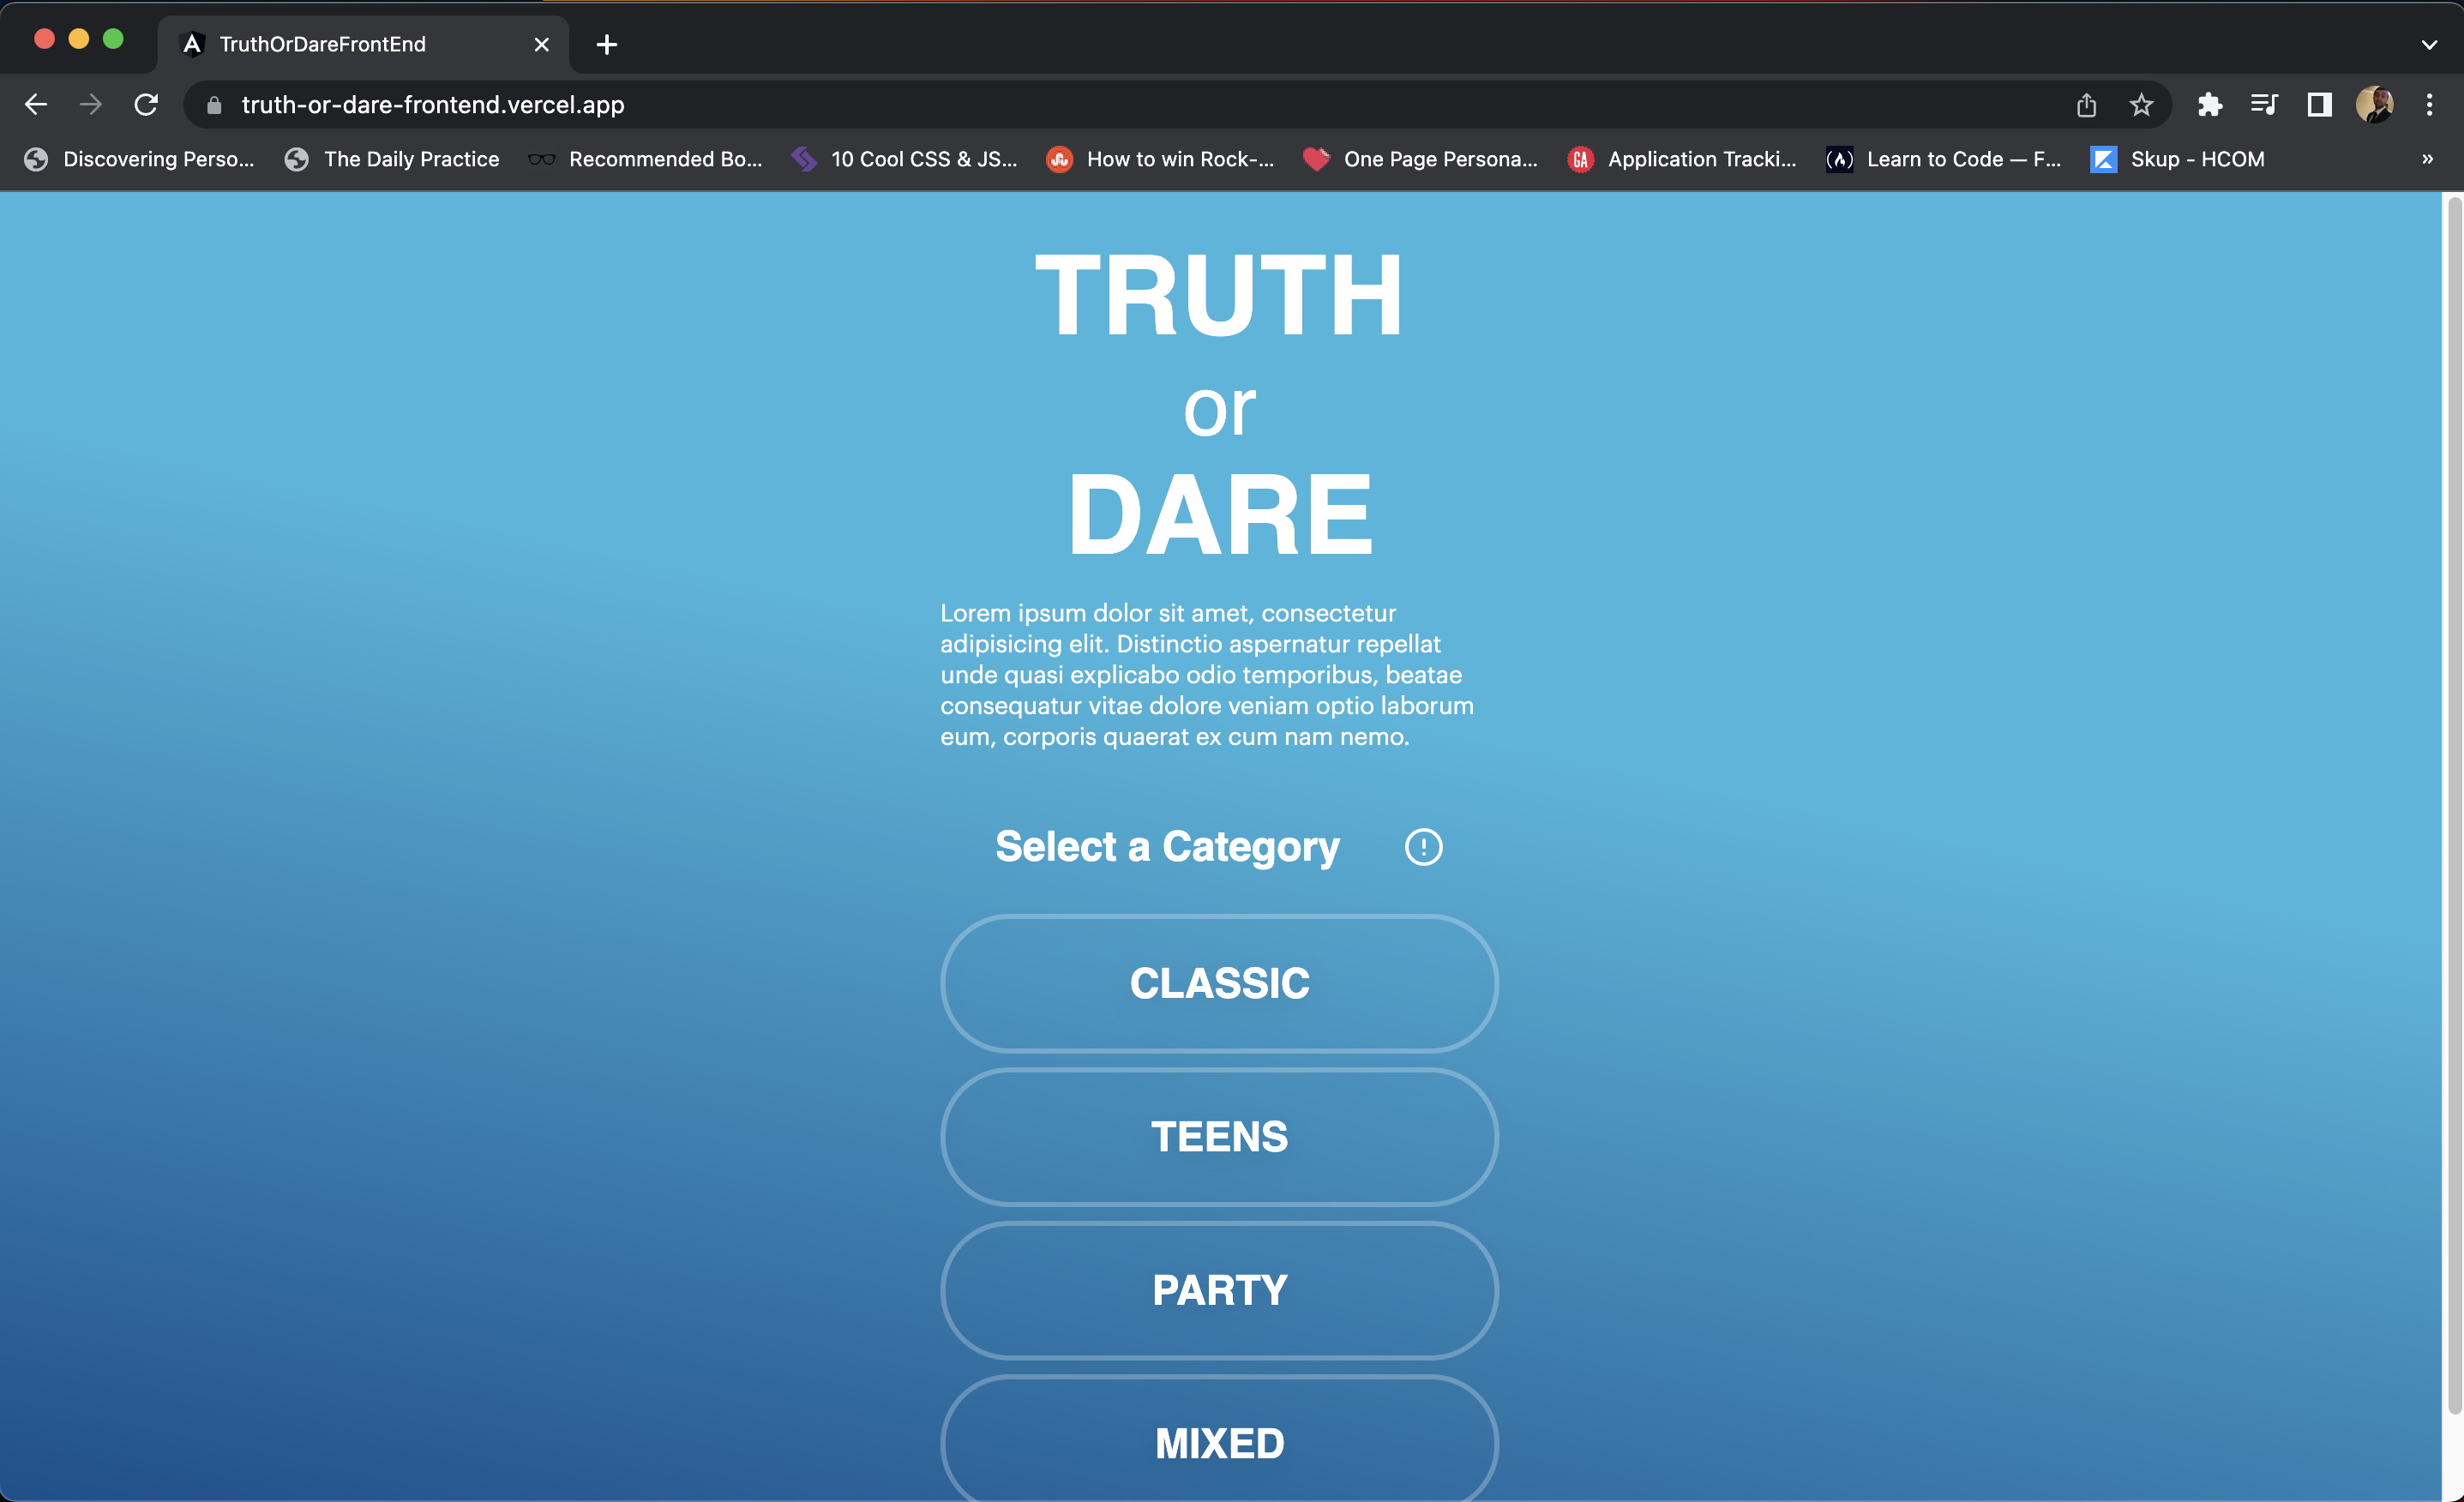 TruthOrDareFrontEnd
truth-or-dare-frontend.vercel.app
Discovering Perso... The Daily Practice Recommended Bo... 10 Cool CSS & JS... How to win Rock-... One Page Persona... GA Application Tracki... Learn to Code — F... Skup - HCOM »
TRUTH
or
DARE
Lorem ipsum dolor sit amet, consectetur
adipisicing elit. Distinctio aspernatur repellat
unde quasi explicabo odio temporibus, beatae
consequatur vitae dolore veniam optio laborum
eum, corporis quaerat ex cum nam nemo.
Select a Category
CLASSIC
TEENS
PARTY
MIXED